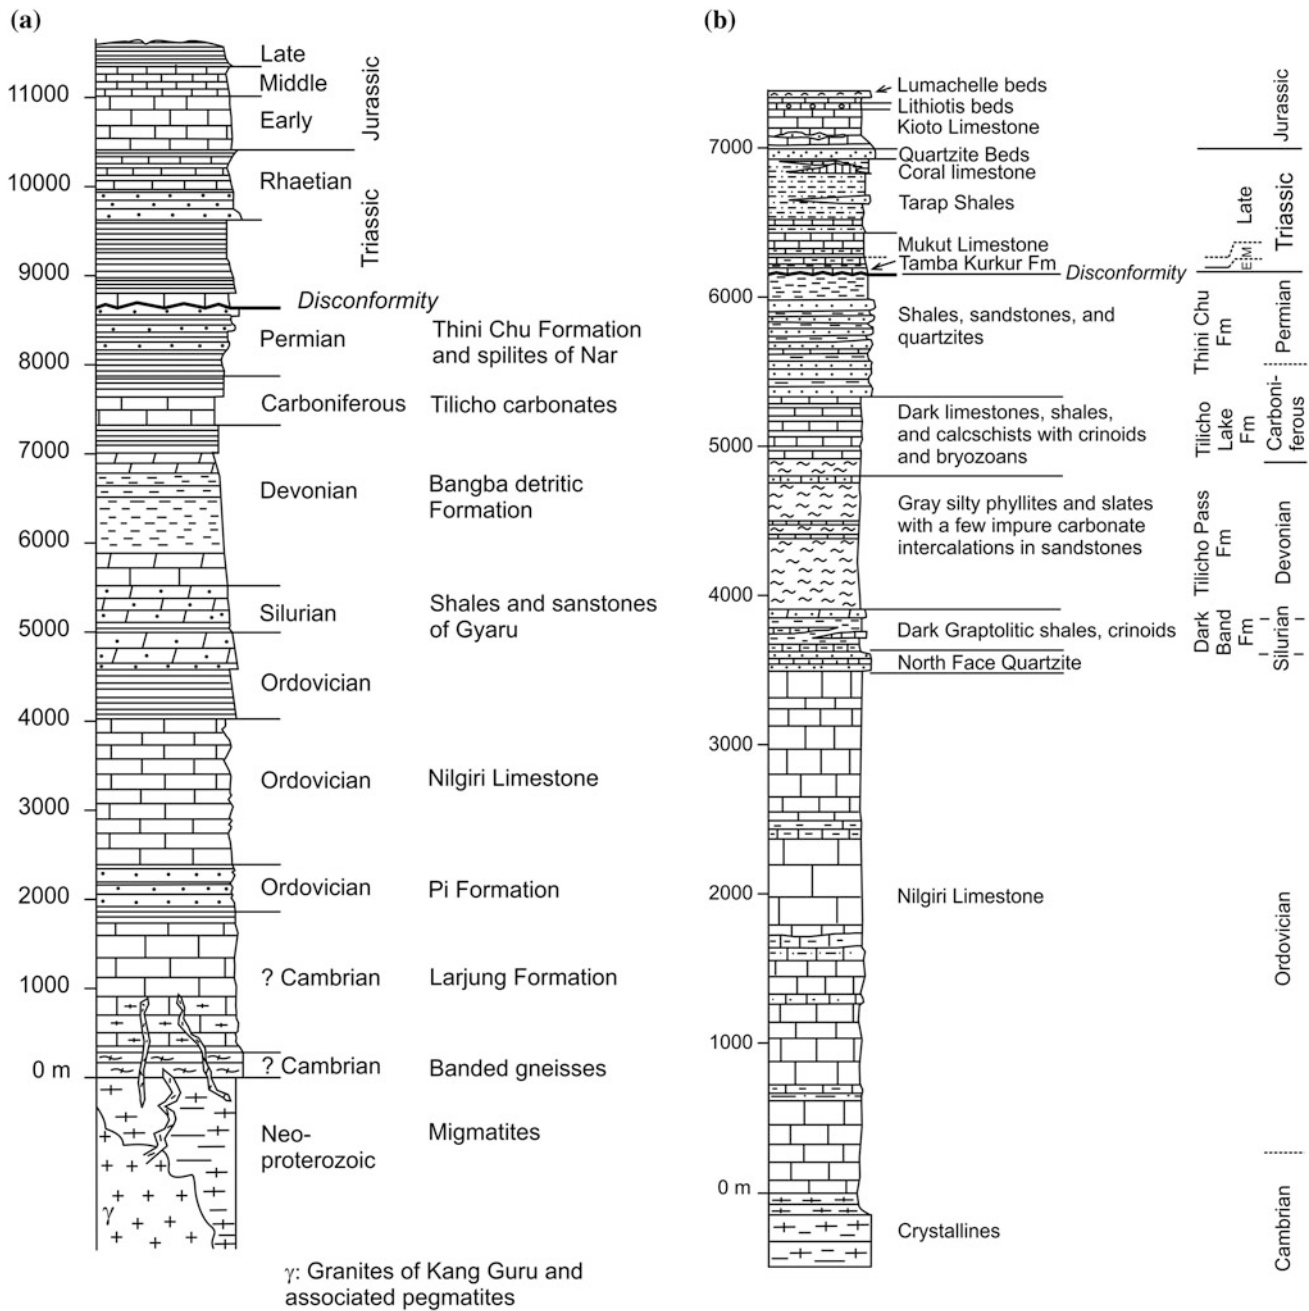 (a)
Late
Middle
11000
Early
Jurassic
10000
Rhaetian
Triassic
9000
Disconformity
Permian
Thini Chu Formation
and spilites of Nar
8000
Carboniferous
Tilicho carbonates
7000
Devonian
Bangba detritic
Formation
6000
Silurian
Shales and sanstones
of Gyaru
5000
Ordovician
4000
Ordovician
Nilgiri Limestone
3000
Ordovician
Pi Formation
2000
? Cambrian
Larjung Formation
1000
? Cambrian
Banded gneisses
0 m
Neo-
proterozoic
Migmatites
γ
γ: Granites of Kang Guru and
associated pegmatites
(b)
Lumachelle beds
Lithiotis beds
Kioto Limestone
Jurassic
7000
Quartzite Beds
Coral limestone
Tarap Shales
Late
Triassic
Mukut Limestone
Tamba Kurkur Fm
E
M
Disconformity
6000
Shales, sandstones, and
quartzites
Thini Chu
Fm
Permian
Dark limestones, shales,
and calcschists with crinoids
and bryozoans
5000
Tilicho
Lake
Fm
Carboni-
ferous
Gray silty phyllites and slates
with a few impure carbonate
intercalations in sandstones
Tilicho Pass
Fm
Devonian
4000
Dark Graptolitic shales, crinoids
Dark
Band
Fm
Silurian
North Face Quartzite
3000
2000
Nilgiri Limestone
Ordovician
1000
0 m
Crystallines
Cambrian